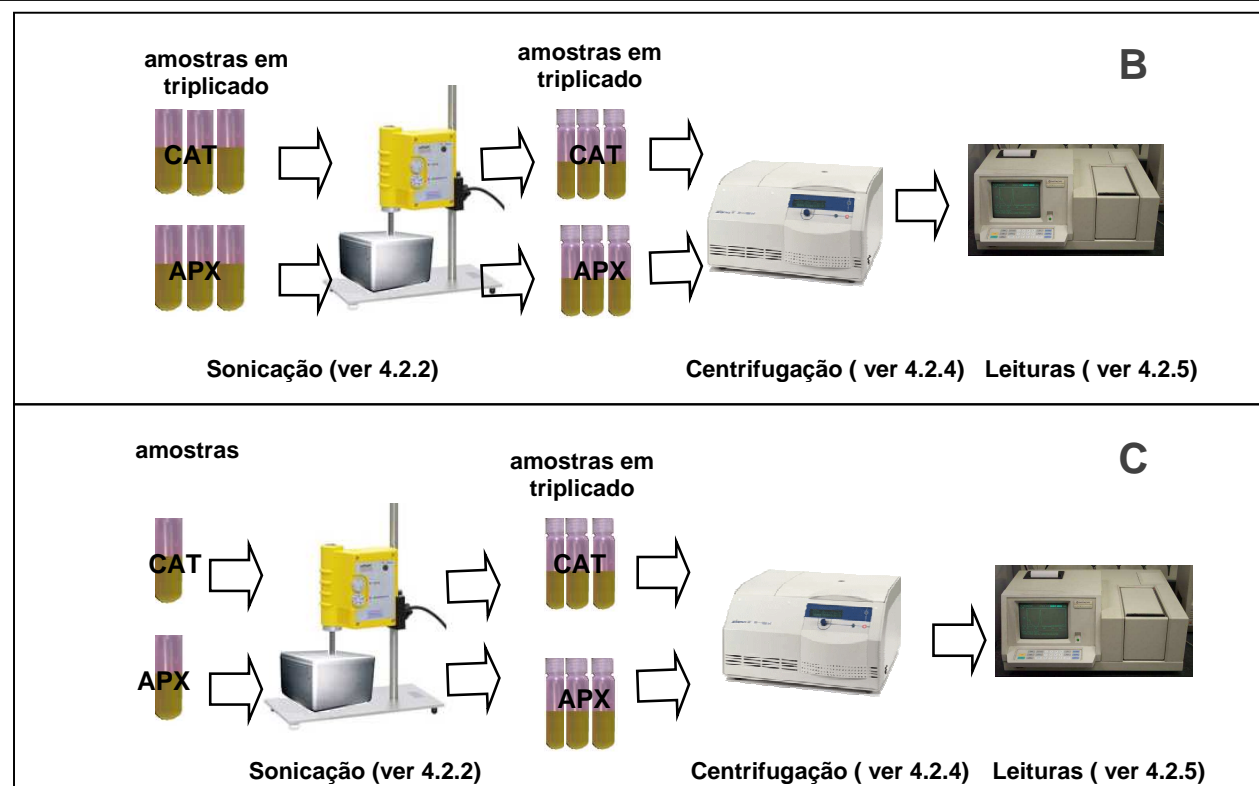 B
amostras em
triplicado
amostras em
triplicado
CAT
CAT
APX
APX
Sonicação (ver 4.2.2)
Centrifugação ( ver 4.2.4)
Leituras ( ver 4.2.5)
C
amostras
amostras em
triplicado
CAT
CAT
APX
APX
Sonicação (ver 4.2.2)
Centrifugação ( ver 4.2.4)
Leituras ( ver 4.2.5)